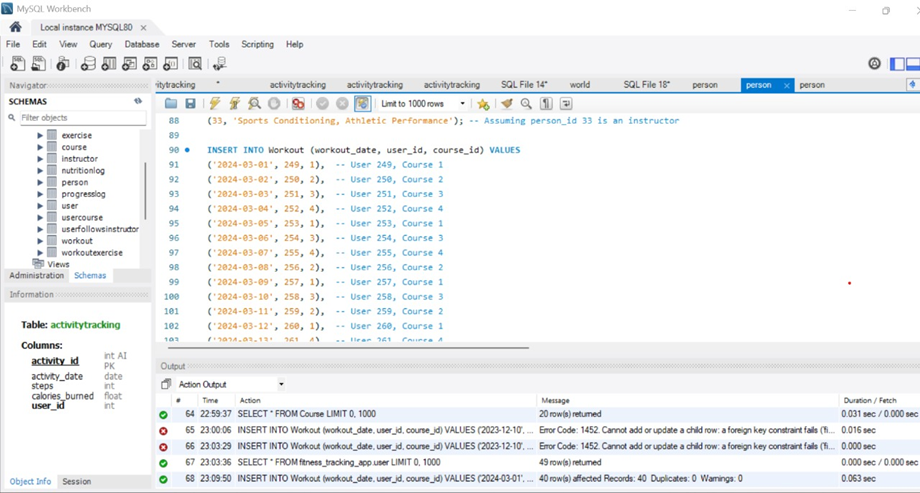 MySQL Workbench
Local instance MYSQL80
File Edit View Query Database Server Tools Scripting Help
Navigator
SCHEMAS
Filter objects
exercise
course
instructor
nutritionlog
person
progresslog
user
usercourse
userfollowsinstructor
workout
workoutexercise
Views
Administration Schemas
Information
Table: activitytracking
Columns:
activity_id int AI PK
activity_date date
steps int
calories_burned float
user_id int
Object Info Session
vitytracking * activitytracking activitytracking activitytracking SQL File 14* world SQL File 18* person person person
Limit to 1000 rows
88 (33, 'Sports Conditioning, Athletic Performance'); -- Assuming person_id 33 is an instructor
89
90 INSERT INTO Workout (workout_date, user_id, course_id) VALUES
91 ('2024-03-01', 249, 1), -- User 249, Course 1
92 ('2024-03-02', 250, 2), -- User 250, Course 2
93 ('2024-03-03', 251, 3), -- User 251, Course 3
94 ('2024-03-04', 252, 4), -- User 252, Course 4
95 ('2024-03-05', 253, 1), -- User 253, Course 1
96 ('2024-03-06', 254, 3), -- User 254, Course 3
97 ('2024-03-07', 255, 4), -- User 255, Course 4
98 ('2024-03-08', 256, 2), -- User 256, Course 2
99 ('2024-03-09', 257, 1), -- User 257, Course 1
100 ('2024-03-10', 258, 3), -- User 258, Course 3
101 ('2024-03-11', 259, 2), -- User 259, Course 2
102 ('2024-03-12', 260, 1), -- User 260, Course 1
103 ('2024-03-13', 261, 4), -- User 261, Course 4
Output
Action Output
# Time Action Message Duration / Fetch
64 22:59:37 SELECT * FROM Course LIMIT 0, 1000 20 row(s) returned 0.031 sec / 0.000 sec
65 23:00:06 INSERT INTO Workout (workout_date, user_id, course_id) VALUES ('2023-12-10', ... Error Code: 1452. Cannot add or update a child row: a foreign key constraint fails (`fi... 0.016 sec
66 23:03:29 INSERT INTO Workout (workout_date, user_id, course_id) VALUES ('2023-12-10', ... Error Code: 1452. Cannot add or update a child row: a foreign key constraint fails (`fi... 0.000 sec
67 23:03:36 SELECT * FROM fitness_tracking_app.user LIMIT 0, 1000 49 row(s) returned 0.000 sec / 0.000 sec
68 23:09:50 INSERT INTO Workout (workout_date, user_id, course_id) VALUES ('2024-03-01', ... 40 row(s) affected Records: 40 Duplicates: 0 Warnings: 0 0.063 sec